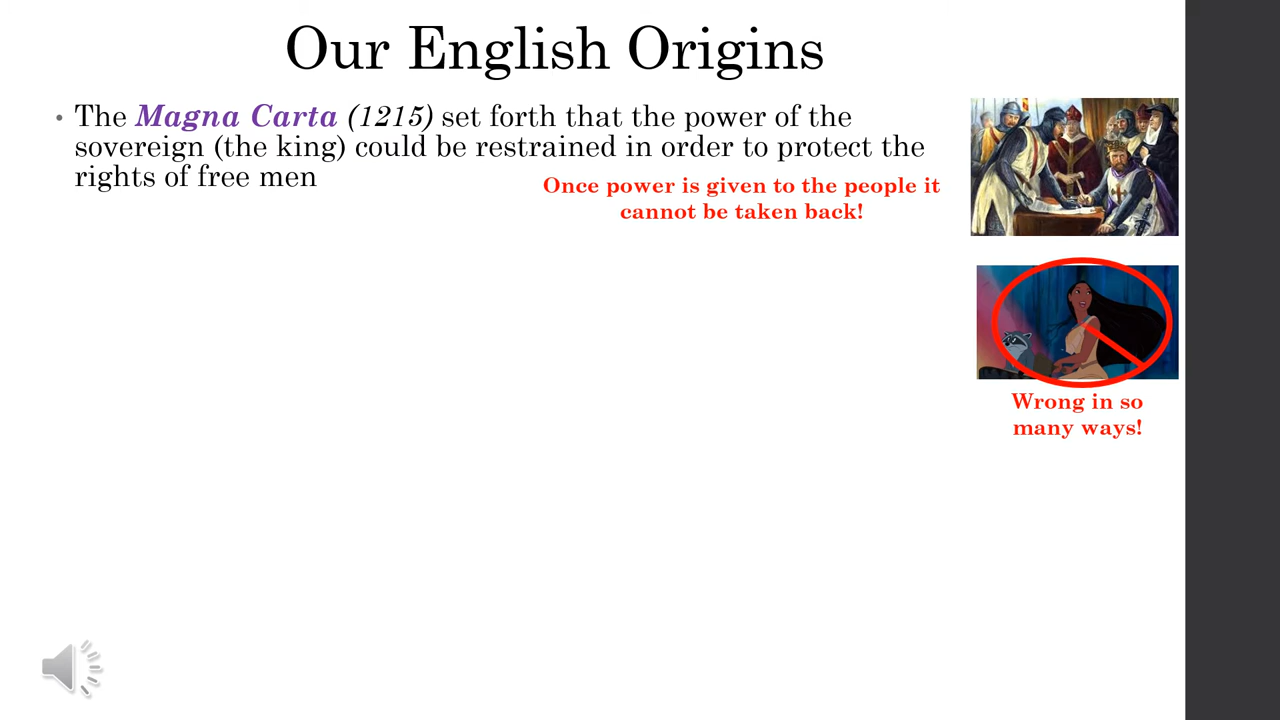 Our English Origins
• The Magna Carta (1215) set forth that the power of the
sovereign (the king) could be restrained in order to protect the
rights of free men
Once power is given to the people it
cannot be taken back!
Wrong in so
many ways!